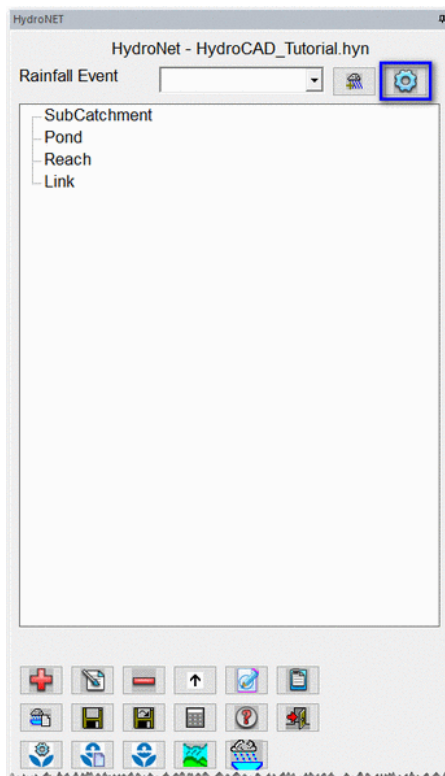 HydroNET
HydroNet - HydroCAD_Tutorial.hyn
Rainfall Event
SubCatchment
Pond
Reach
Link